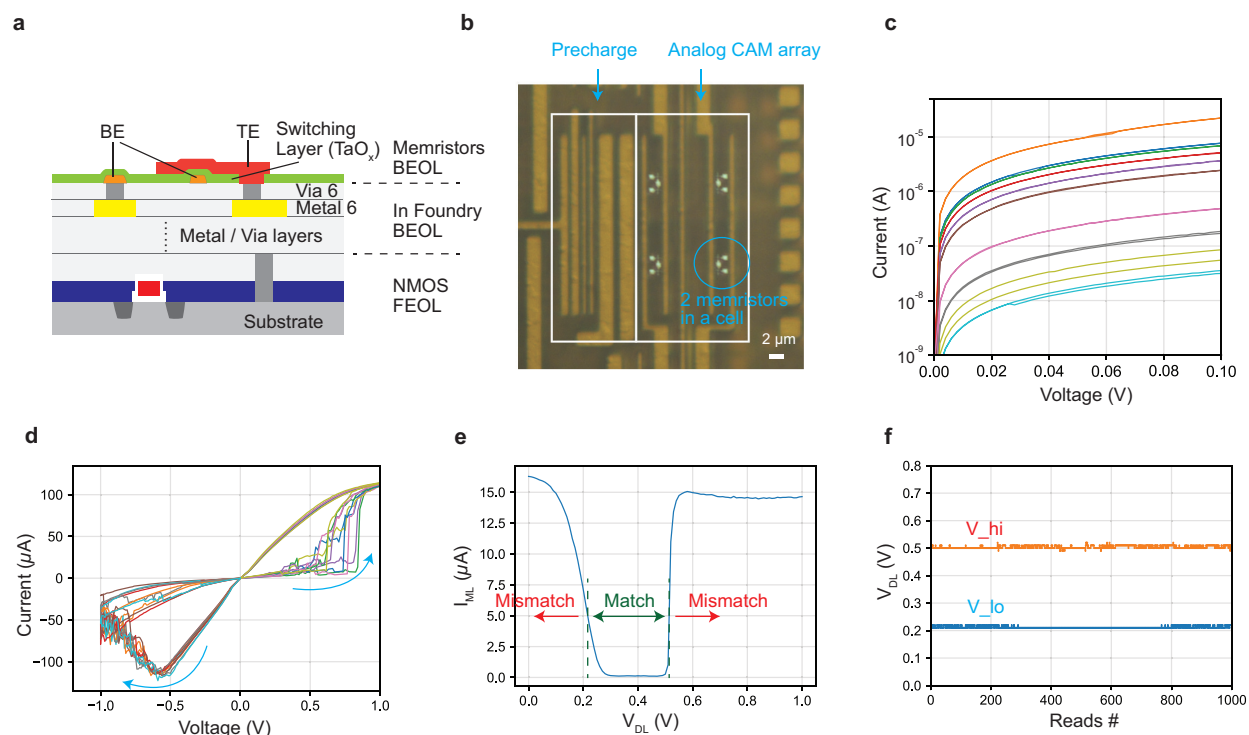 a
BE
TE
Switching
Layer (TaOx)
Memristors
BEOL
Via 6
Metal 6
In Foundry
BEOL
Metal / Via layers
NMOS
FEOL
Substrate
b
Precharge
Analog CAM array
2 memristors
in a cell
2 µm
c
Current (A)
10⁻⁵
10⁻⁶
10⁻⁷
10⁻⁸
10⁻⁹
0.00 0.02 0.04 0.06 0.08 0.10
Voltage (V)
d
Current (µA)
100
50
0
−50
−100
−1.0 −0.5 0.0 0.5 1.0
Voltage (V)
e
I_ML (µA)
15.0
12.5
10.0
7.5
5.0
2.5
0.0
Mismatch
Match
Mismatch
0.0 0.2 0.4 0.6 0.8 1.0
V_DL (V)
f
V_DL (V)
0.8
0.7
0.6
0.5
0.4
0.3
0.2
0.1
0.0
V_hi
V_lo
0 200 400 600 800 1000
Reads #